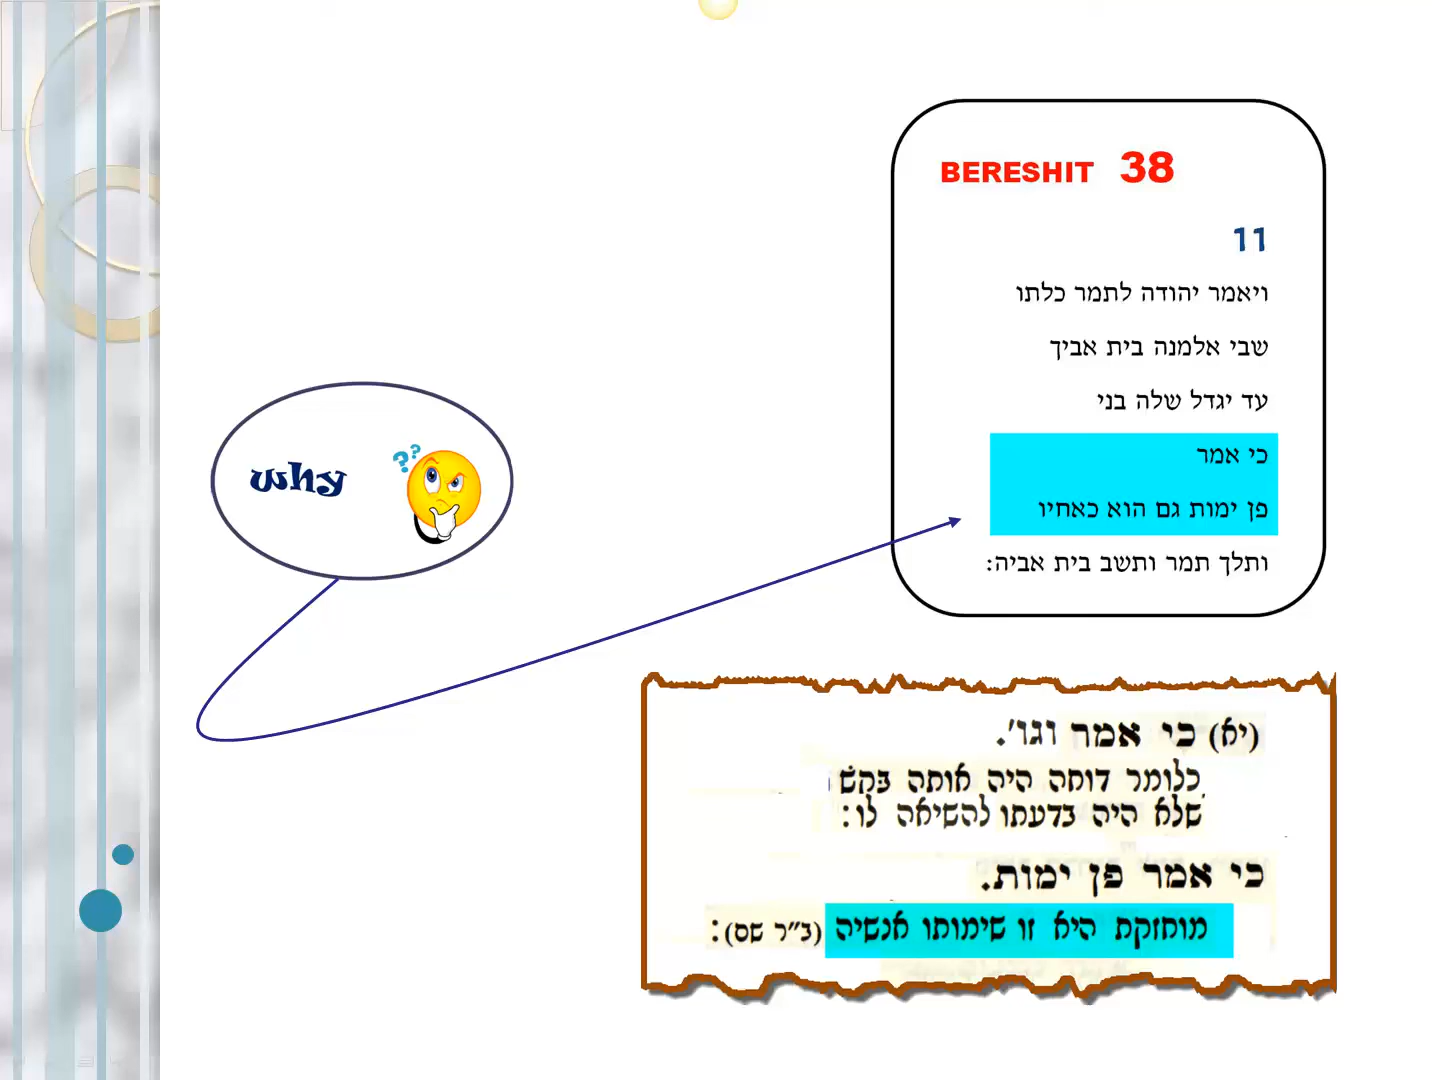 BERESHIT 38
11
ויאמר יהודה לתמר כלתו
שבי אלמנה בית אביך
עד יגדל שלה בני
כי אמר
פן ימות גם הוא כאחיו
ותלך תמר ותשב בית אביה:
why
??
(יא) כי אמר וגו'.
כלומר דוחה היה אותה בקש
שלא היה בדעתו להשיאה לו:
כי אמר פן ימות.
מוחזקת היא זו שימותו אנשיה (ב"ר שם):